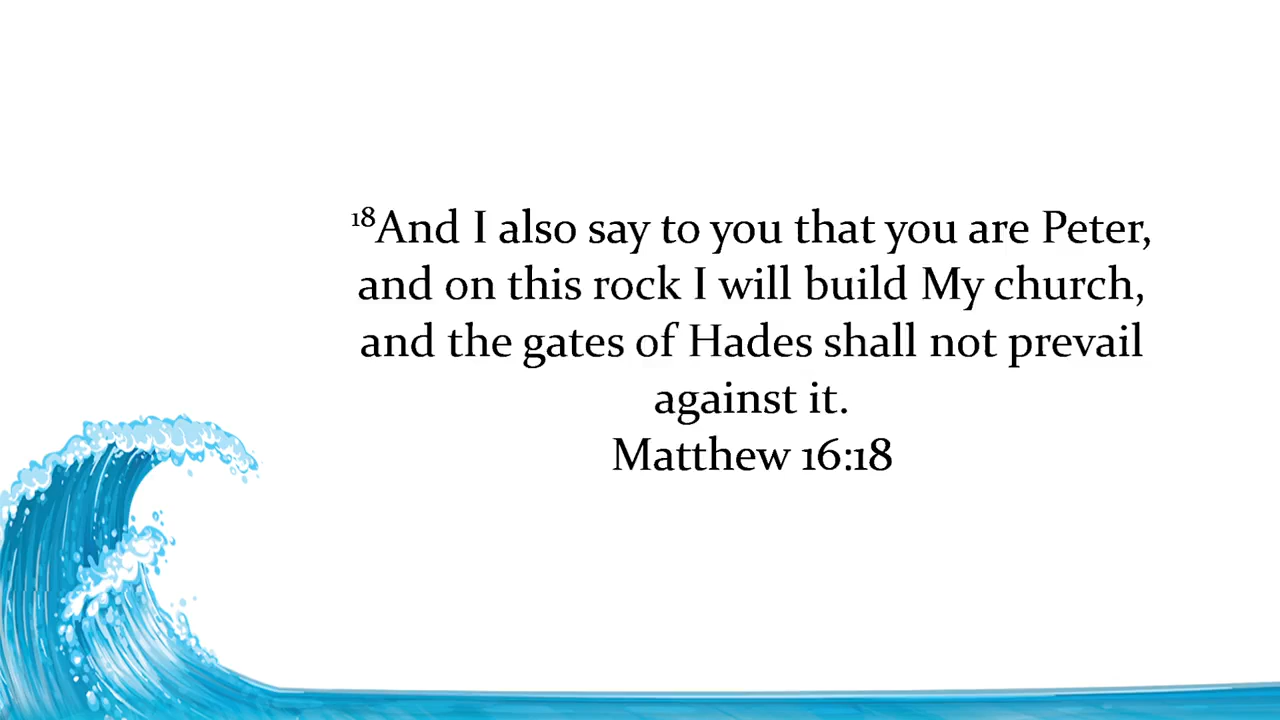 18And I also say to you that you are Peter,
and on this rock I will build My church,
and the gates of Hades shall not prevail
against it.
Matthew 16:18